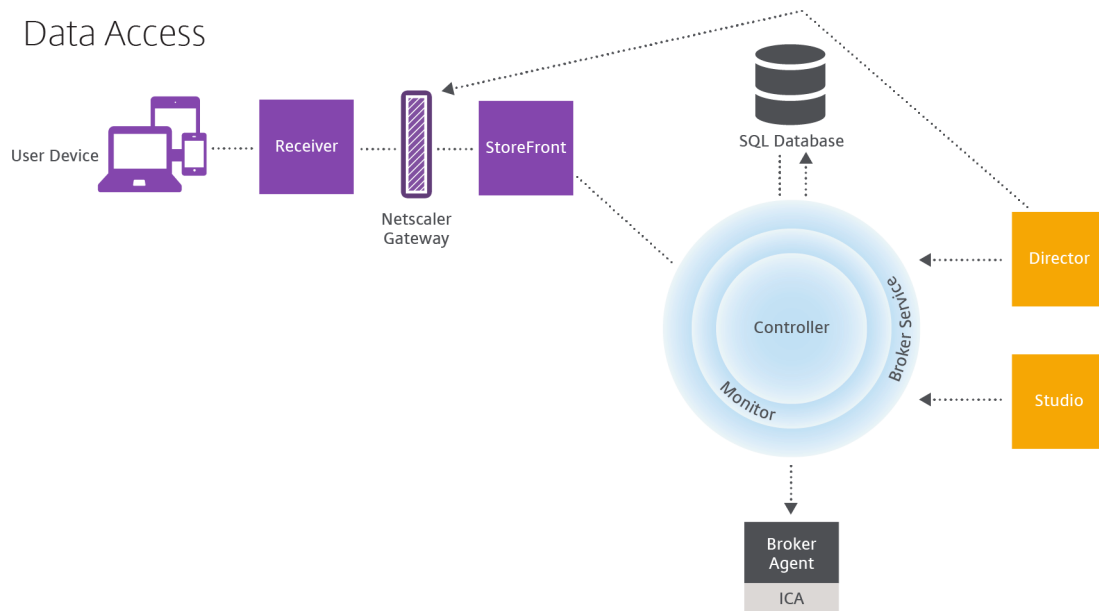 Data Access
User Device
Receiver
Netscaler
Gateway
StoreFront
SQL Database
Controller
Monitor
Broker Service
Director
Studio
Broker
Agent
ICA